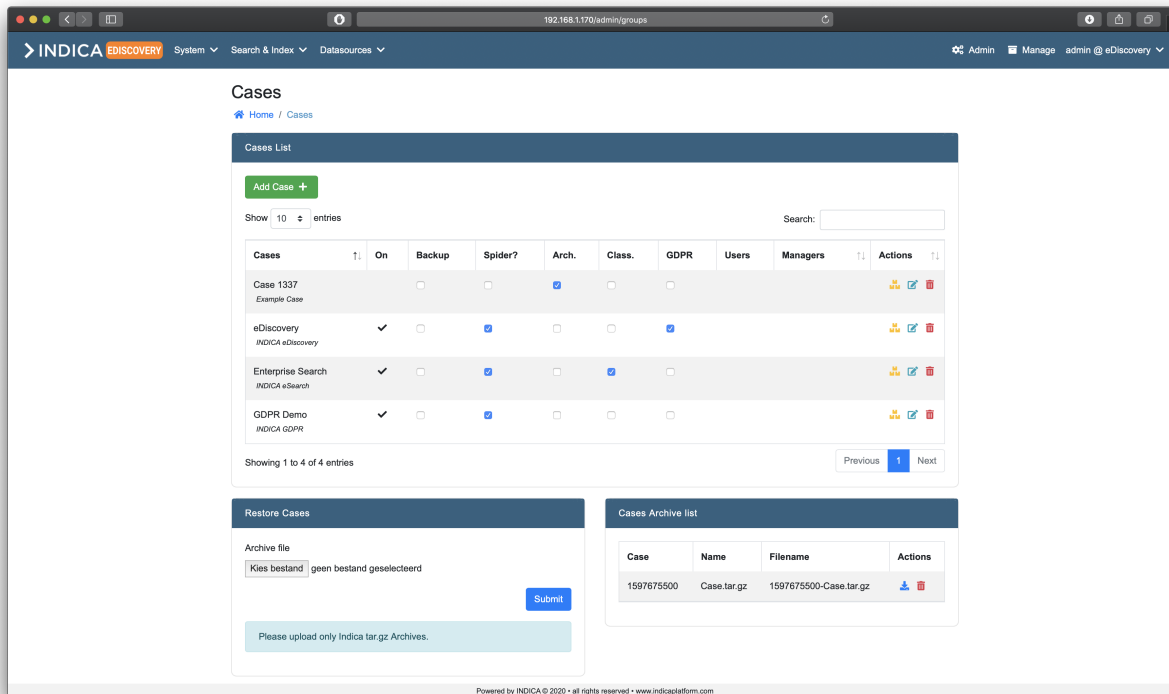 192.168.1.170/admin/groups
INDICA EDISCOVERY System Search & Index Datasources Admin Manage admin @ eDiscovery
Cases
Home / Cases
Cases List
Add Case +
Show 10 entries Search:
Cases On Backup Spider? Arch. Class. GDPR Users Managers Actions
Case 1337
Example Case
eDiscovery
INDICA eDiscovery
Enterprise Search
INDICA eSearch
GDPR Demo
INDICA GDPR
Showing 1 to 4 of 4 entries Previous 1 Next
Restore Cases
Archive file
Kies bestand geen bestand geselecteerd
Submit
Please upload only Indica tar.gz Archives.
Cases Archive list
Case Name Filename Actions
1597675500 Case.tar.gz 1597675500-Case.tar.gz
Powered by INDICA © 2020 • all rights reserved • www.indicaplatform.com